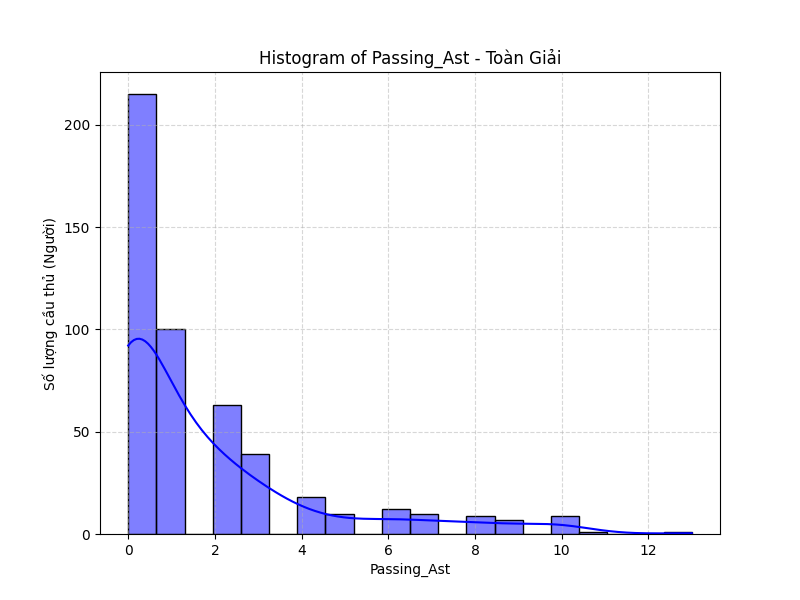 Histogram of Passing_Ast - Toàn Giải
Số lượng cầu thủ (Người)
200
150
100
50
0
0 2 4 6 8 10 12
Passing_Ast